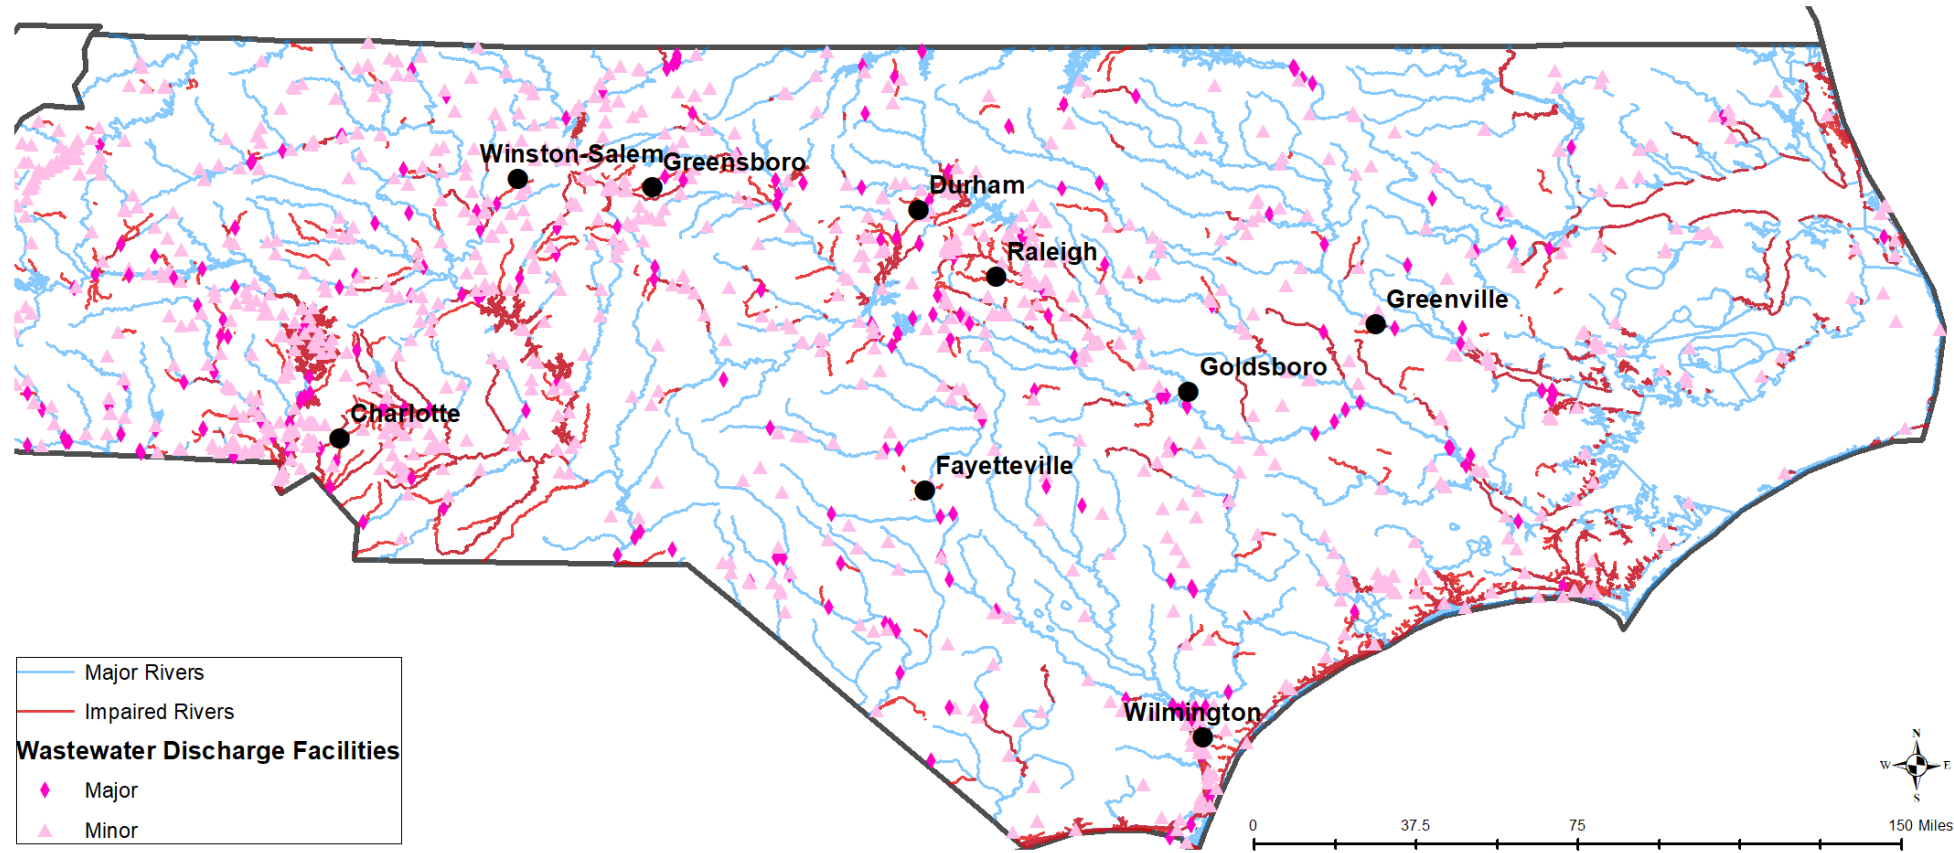 Winston-Salem
Greensboro
Durham
Raleigh
Greenville
Goldsboro
Charlotte
Fayetteville
Wilmington
Major Rivers
Impaired Rivers
Wastewater Discharge Facilities
Major
Minor
N
W E
S
0 37.5 75 150 Miles